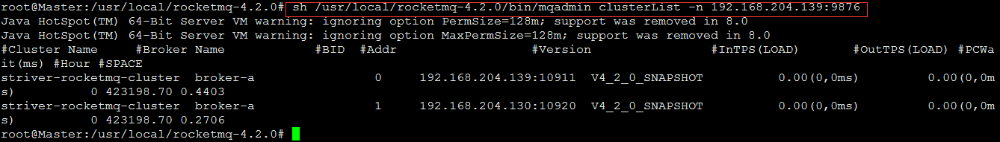 root@Master:/usr/local/rocketmq-4.2.0# sh /usr/local/rocketmq-4.2.0/bin/mqadmin clusterList -n 192.168.204.139:9876
Java HotSpot(TM) 64-Bit Server VM warning: ignoring option PermSize=128m; support was removed in 8.0
Java HotSpot(TM) 64-Bit Server VM warning: ignoring option MaxPermSize=128m; support was removed in 8.0
#Cluster Name #Broker Name #BID #Addr #Version #InTPS(LOAD) #OutTPS(LOAD) #PCWa
it(ms) #Hour #SPACE
striver-rocketmq-cluster broker-a 0 192.168.204.139:10911 V4_2_0_SNAPSHOT 0.00(0,0ms) 0.00(0,0m
s) 0 423198.70 0.4403
striver-rocketmq-cluster broker-a 1 192.168.204.130:10920 V4_2_0_SNAPSHOT 0.00(0,0ms) 0.00(0,0m
s) 0 423198.70 0.2706
root@Master:/usr/local/rocketmq-4.2.0#